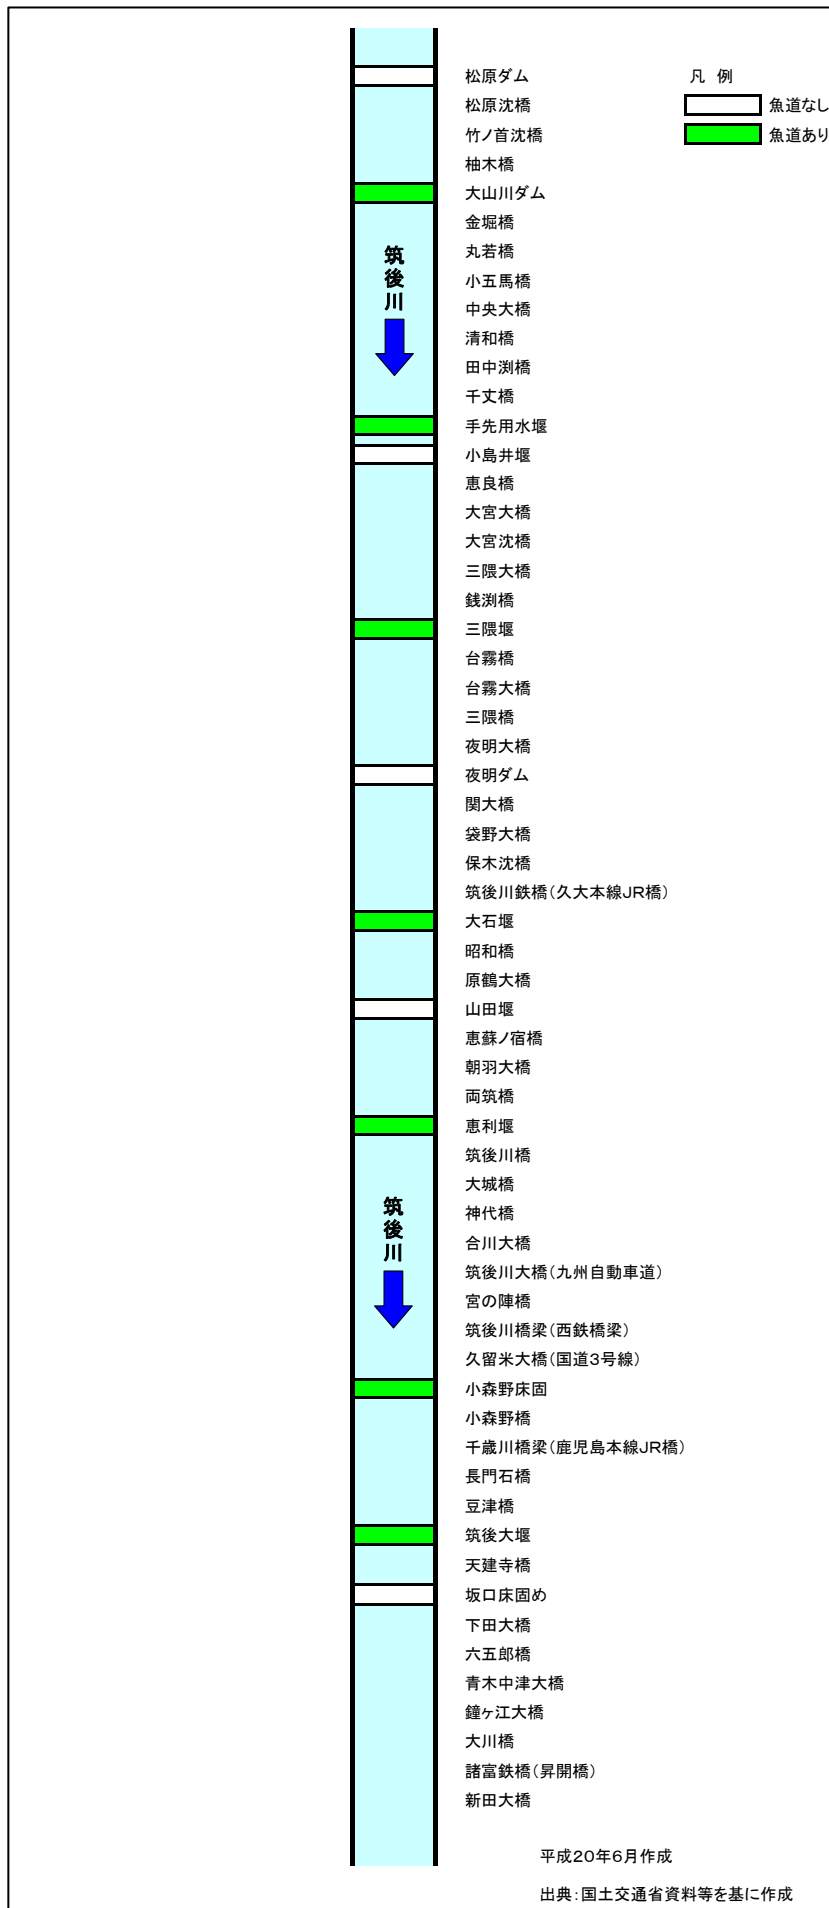 松原ダム
凡 例
松原沈橋
魚道なし
竹ノ首沈橋
魚道あり
柚木橋
大山川ダム
金堀橋
丸若橋
筑後川
小五馬橋
中央大橋
清和橋
田中渕橋
千丈橋
手先用水堰
小島井堰
恵良橋
大宮大橋
大宮沈橋
三隈大橋
銭渕橋
三隈堰
台霧橋
台霧大橋
三隈橋
夜明大橋
夜明ダム
関大橋
袋野大橋
保木沈橋
筑後川鉄橋(久大本線JR橋)
大石堰
昭和橋
原鶴大橋
山田堰
恵蘇ノ宿橋
朝羽大橋
両筑橋
恵利堰
筑後川橋
大城橋
神代橋
筑後川
合川大橋
筑後川大橋(九州自動車道)
宮の陣橋
筑後川橋梁(西鉄橋梁)
久留米大橋(国道3号線)
小森野床固
小森野橋
千歳川橋梁(鹿児島本線JR橋)
長門石橋
豆津橋
筑後大堰
天建寺橋
坂口床固め
下田大橋
六五郎橋
青木中津大橋
鐘ヶ江大橋
大川橋
諸富鉄橋(昇開橋)
新田大橋
平成20年6月作成
出典:国土交通省資料等を基に作成